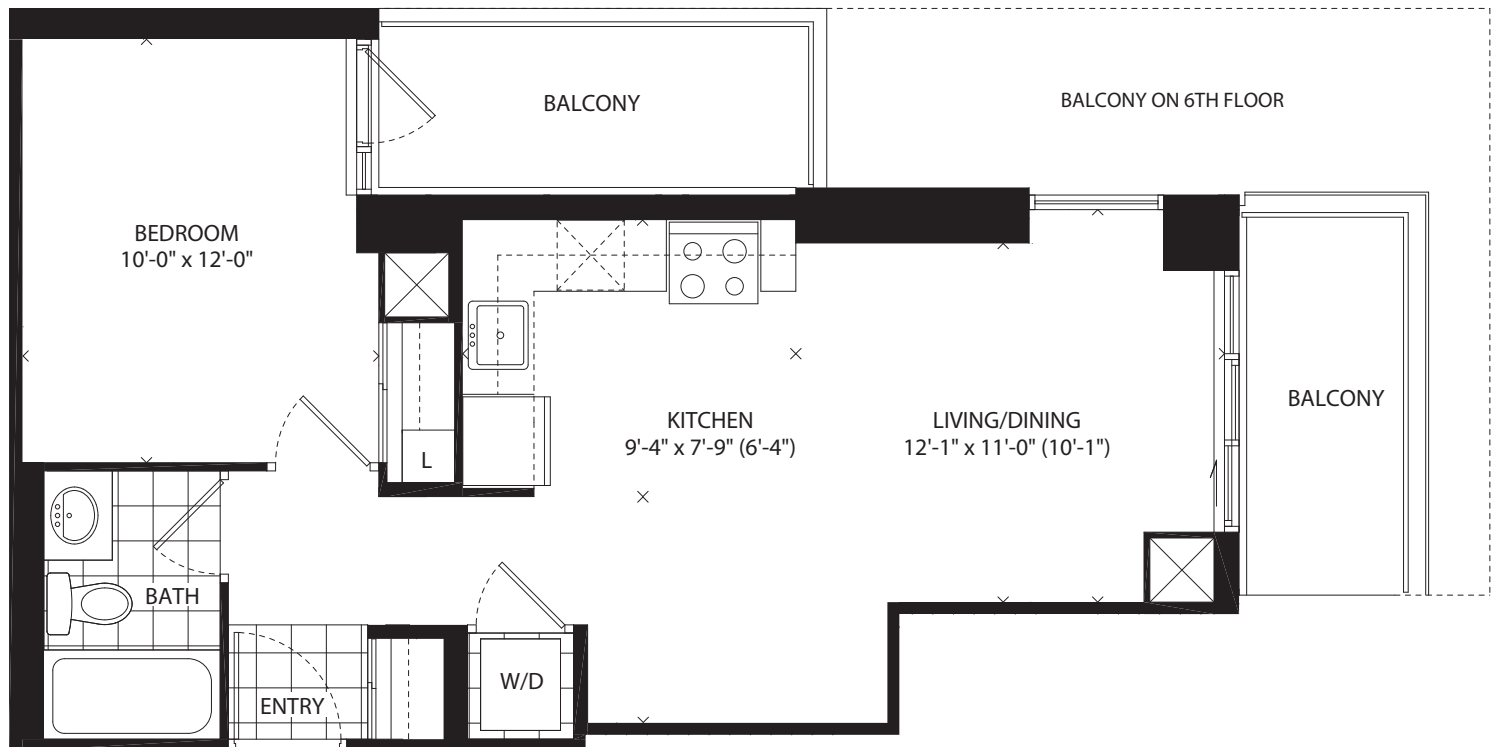 BALCONY
BALCONY ON 6TH FLOOR
BEDROOM
10'-0" x 12'-0"
BALCONY
KITCHEN
9'-4" x 7'-9" (6'-4")
LIVING/DINING
12'-1" x 11'-0" (10'-1")
L
BATH
W/D
ENTRY